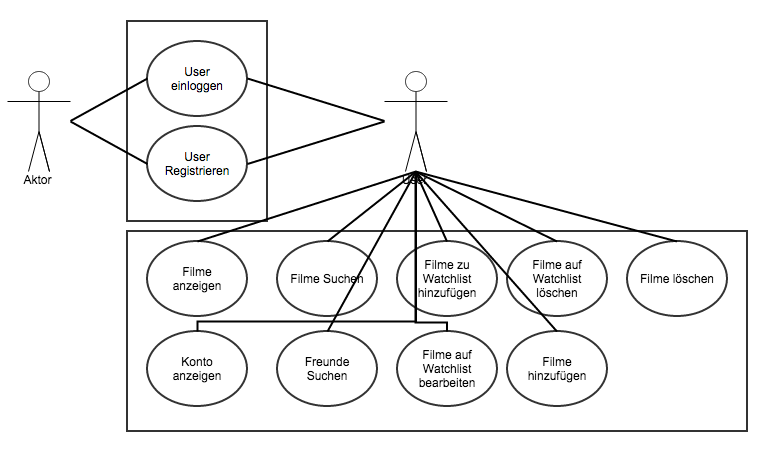 User
einloggen
User
Registrieren
Aktor
User
Filme
anzeigen
Filme Suchen
Filme zu
Watchlist
hinzufügen
Filme auf
Watchlist
löschen
Filme löschen
Konto
anzeigen
Freunde
Suchen
Filme auf
Watchlist
bearbeiten
Filme
hinzufügen